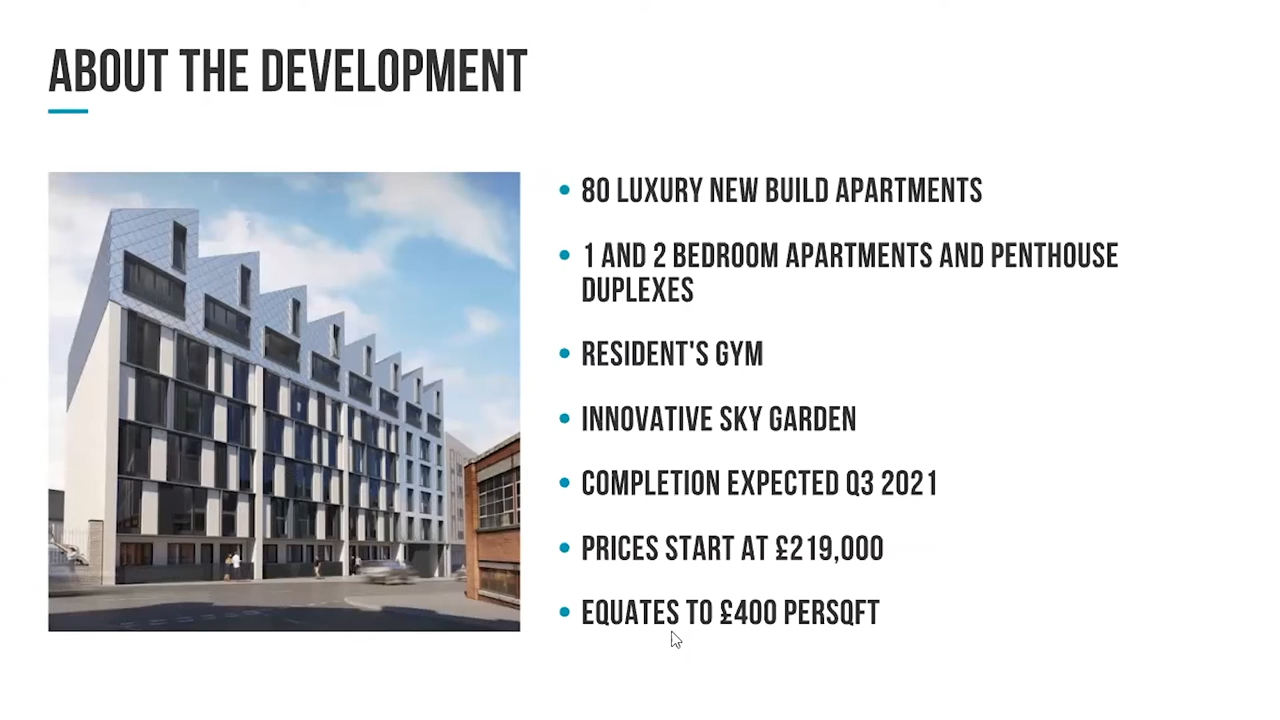 ABOUT THE DEVELOPMENT
80 LUXURY NEW BUILD APARTMENTS
1 AND 2 BEDROOM APARTMENTS AND PENTHOUSE
DUPLEXES
RESIDENT'S GYM
INNOVATIVE SKY GARDEN
COMPLETION EXPECTED Q3 2021
PRICES START AT £219,000
EQUATES TO £400 PERSQFT